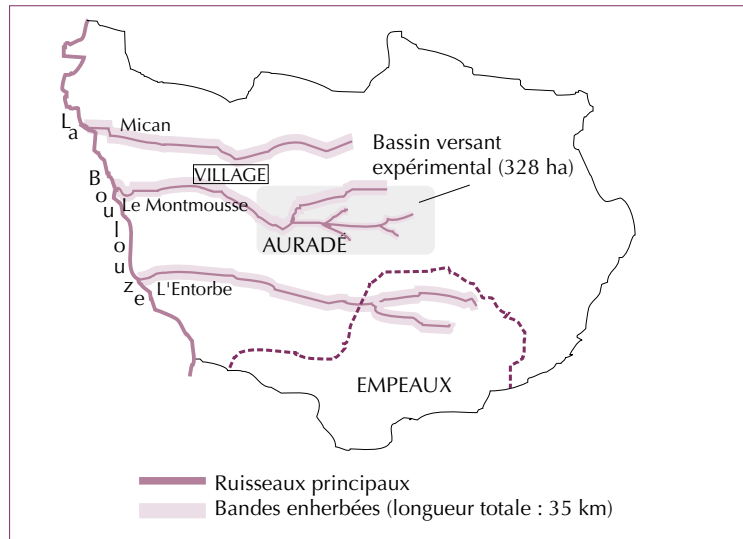 La Boulouze
Mican
Bassin versant
expérimental (328 ha)
VILLAGE
Le Montmousse
AURADÉ
L'Entorbe
EMPEAUX
Ruisseaux principaux
Bandes enherbées (longueur totale : 35 km)